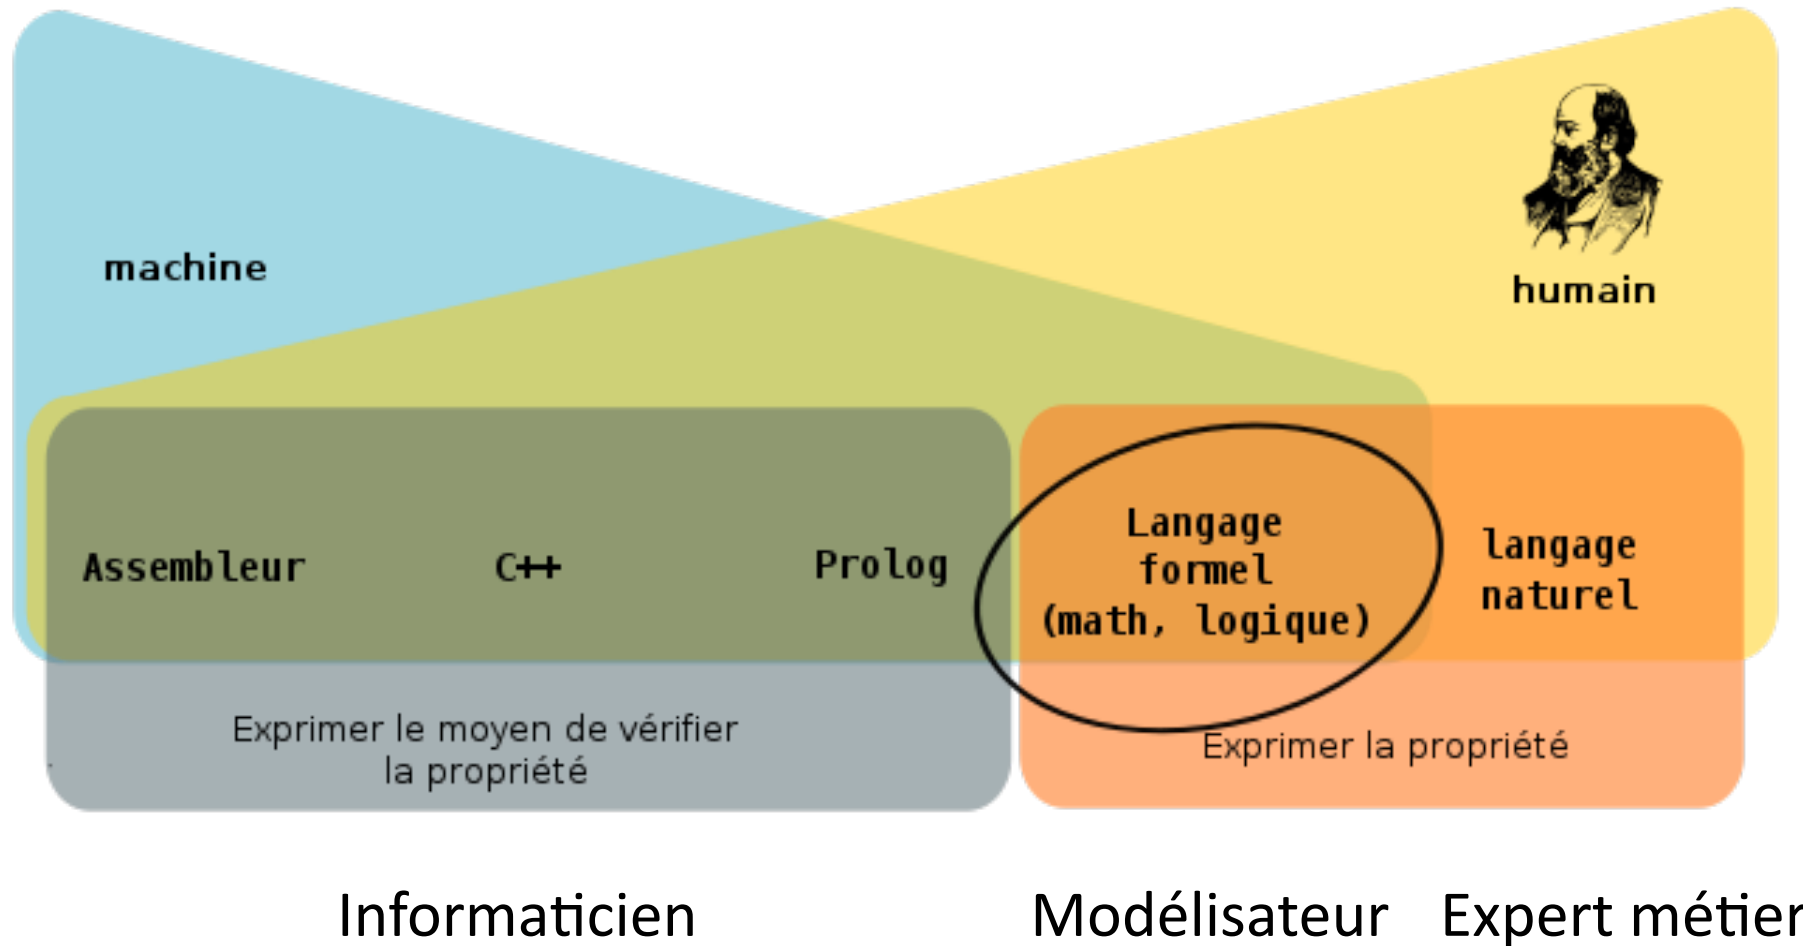 machine
humain
Assembleur
C++
Prolog
Langage
formel
(math, logique)
langage
naturel
Exprimer le moyen de vérifier
la propriété
Exprimer la propriété
Informaticien
Modélisateur
Expert métier